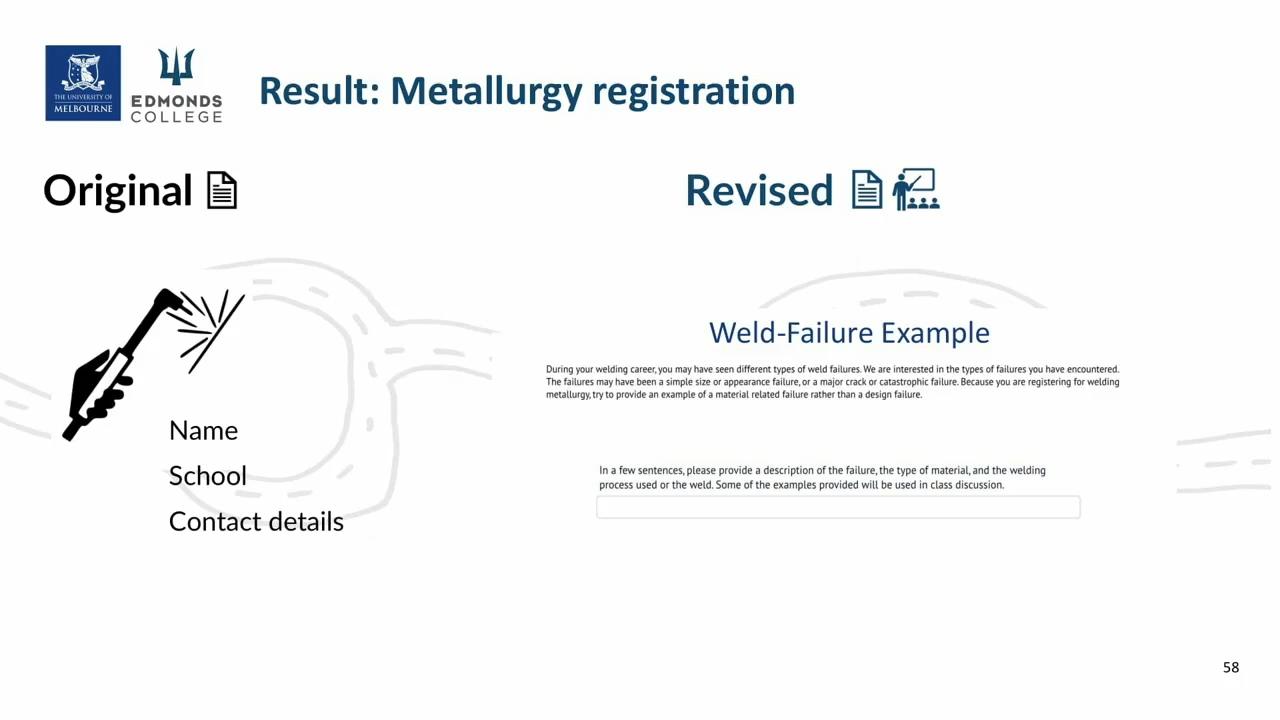 THE UNIVERSITY OF
MELBOURNE
EDMONDS
COLLEGE
Result: Metallurgy registration
Original
Name
School
Contact details
Revised
Weld-Failure Example
During your welding career, you may have seen different types of weld failures. We are interested in the types of failures you have encountered.
The failures may have been a simple size or appearance failure, or a major crack or catastrophic failure. Because you are registering for welding
metallurgy, try to provide an example of a material related failure rather than a design failure.
In a few sentences, please provide a description of the failure, the type of material, and the welding
process used or the weld. Some of the examples provided will be used in class discussion.
58